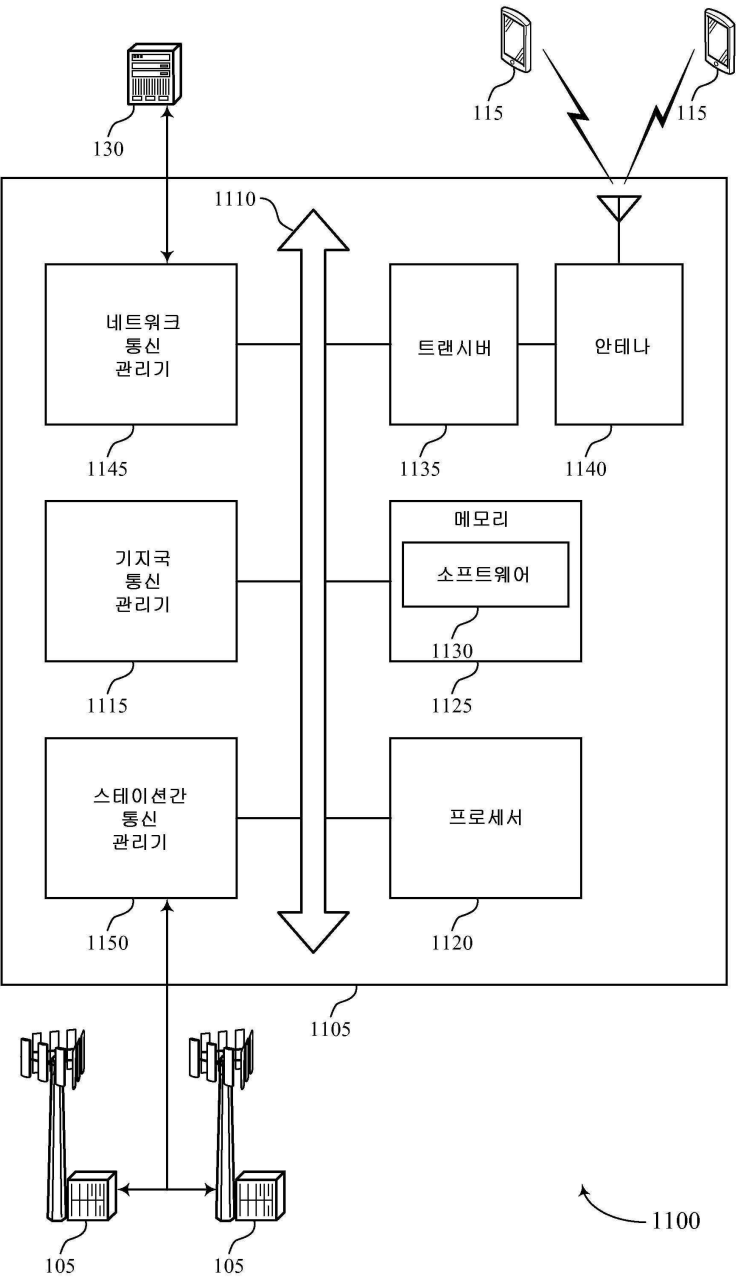 130
115
115
1110
네트워크
통신
관리기
트랜시버
안테나
1145
1135
1140
기지국
통신
관리기
메모리
소프트웨어
1130
1115
1125
스테이션간
통신
관리기
프로세서
1150
1120
1105
105
105
1100